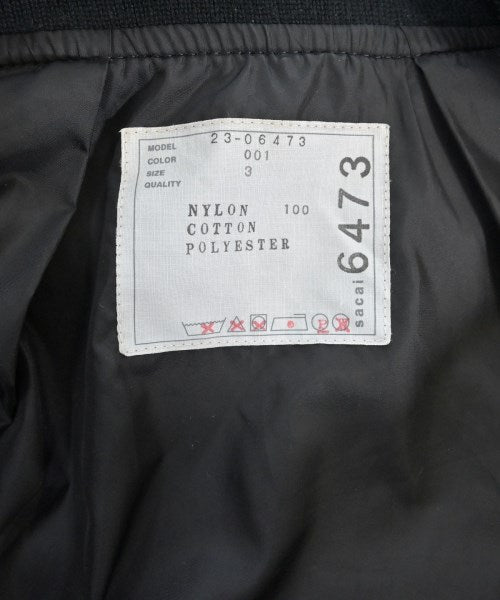 MODEL 23-06473
COLOR 001
SIZE 3
QUALITY
NYLON 100
COTTON
POLYESTER
sacai 6473